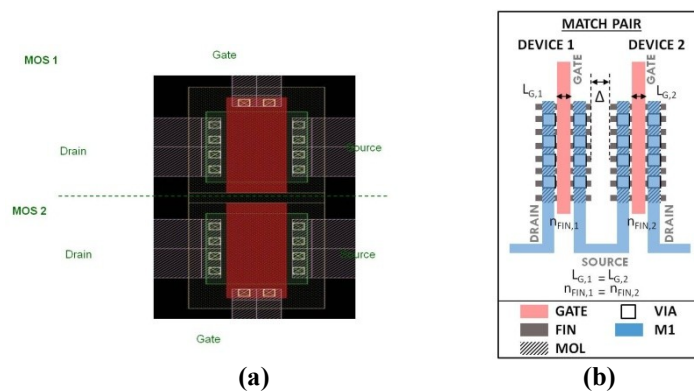 MOS 1
Gate
Drain
Source
MOS 2
Drain
Source
Gate
(a)
MATCH PAIR
DEVICE 1
DEVICE 2
GATE
GATE
LG,1
Δ
LG,2
nFIN,1
nFIN,2
DRAIN
DRAIN
SOURCE
LG,1 = LG,2
nFIN,1 = nFIN,2
GATE
VIA
FIN
M1
MOL
(b)